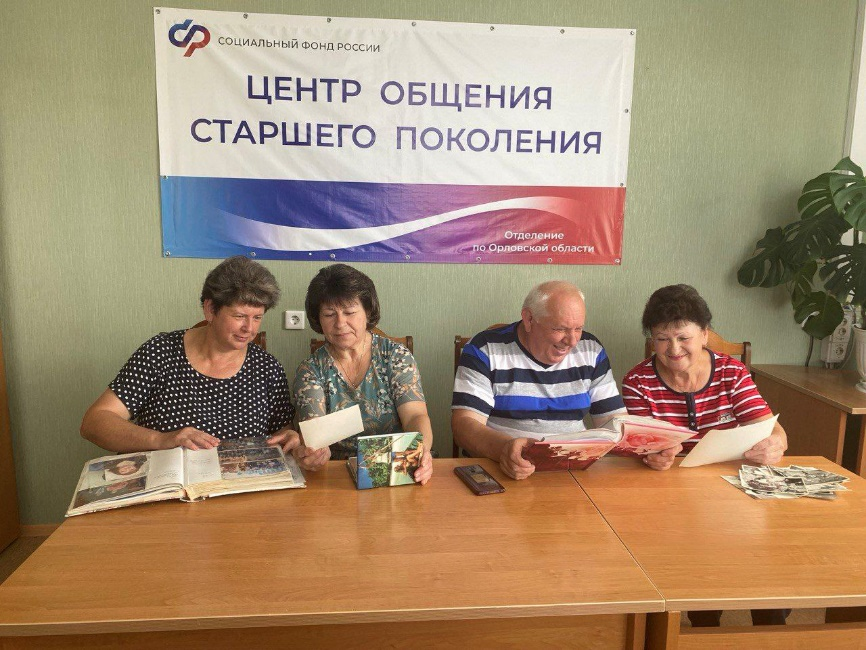 СОЦИАЛЬНЫЙ ФОНД РОССИИ
ЦЕНТР ОБЩЕНИЯ
СТАРШЕГО ПОКОЛЕНИЯ
Отделение
по Орловской области